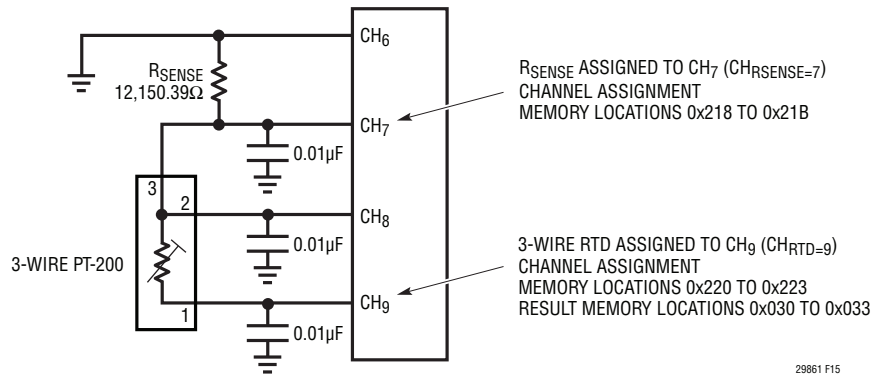 CH6
RSENSE
12,150.39Ω
CH7
0.01µF
3
2
CH8
0.01µF
3-WIRE PT-200
1
CH9
0.01µF
RSENSE ASSIGNED TO CH7 (CHRSENSE=7)
CHANNEL ASSIGNMENT
MEMORY LOCATIONS 0x218 TO 0x21B
3-WIRE RTD ASSIGNED TO CH9 (CHRTD=9)
CHANNEL ASSIGNMENT
MEMORY LOCATIONS 0x220 TO 0x223
RESULT MEMORY LOCATIONS 0x030 TO 0x033
29861 F15